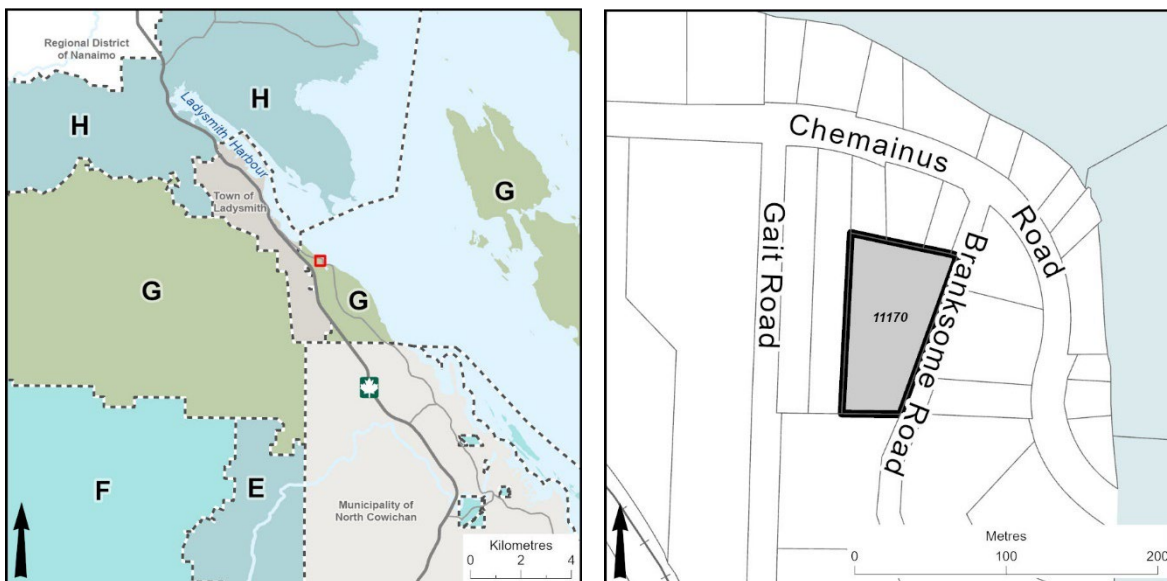 Regional District
of Nanaimo
H
H
Ladysmith Harbour
G
Town of
Ladysmith
G
G
F
E
Municipality of
North Cowichan
Kilometres
0 2 4
Chemainus
Road
Gait Road
Branksome Road
11170
Metres
0 100 200